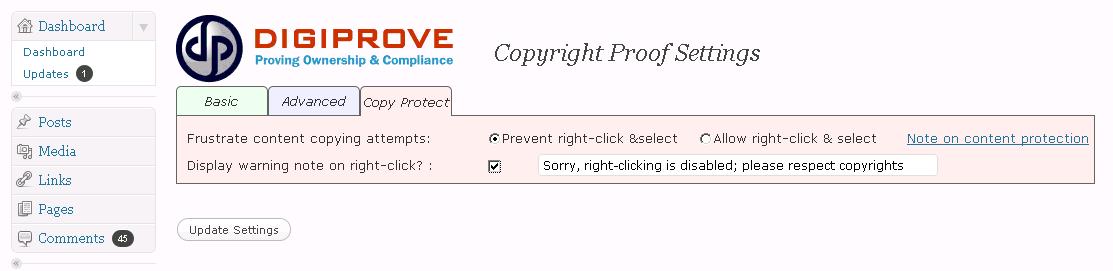 Dashboard
Dashboard
Updates 1
Posts
Media
Links
Pages
Comments 45
DIGIPROVE
Proving Ownership & Compliance
Copyright Proof Settings
Basic Advanced Copy Protect
Frustrate content copying attempts: Prevent right-click &select Allow right-click & select Note on content protection
Display warning note on right-click? : Sorry, right-clicking is disabled; please respect copyrights
Update Settings